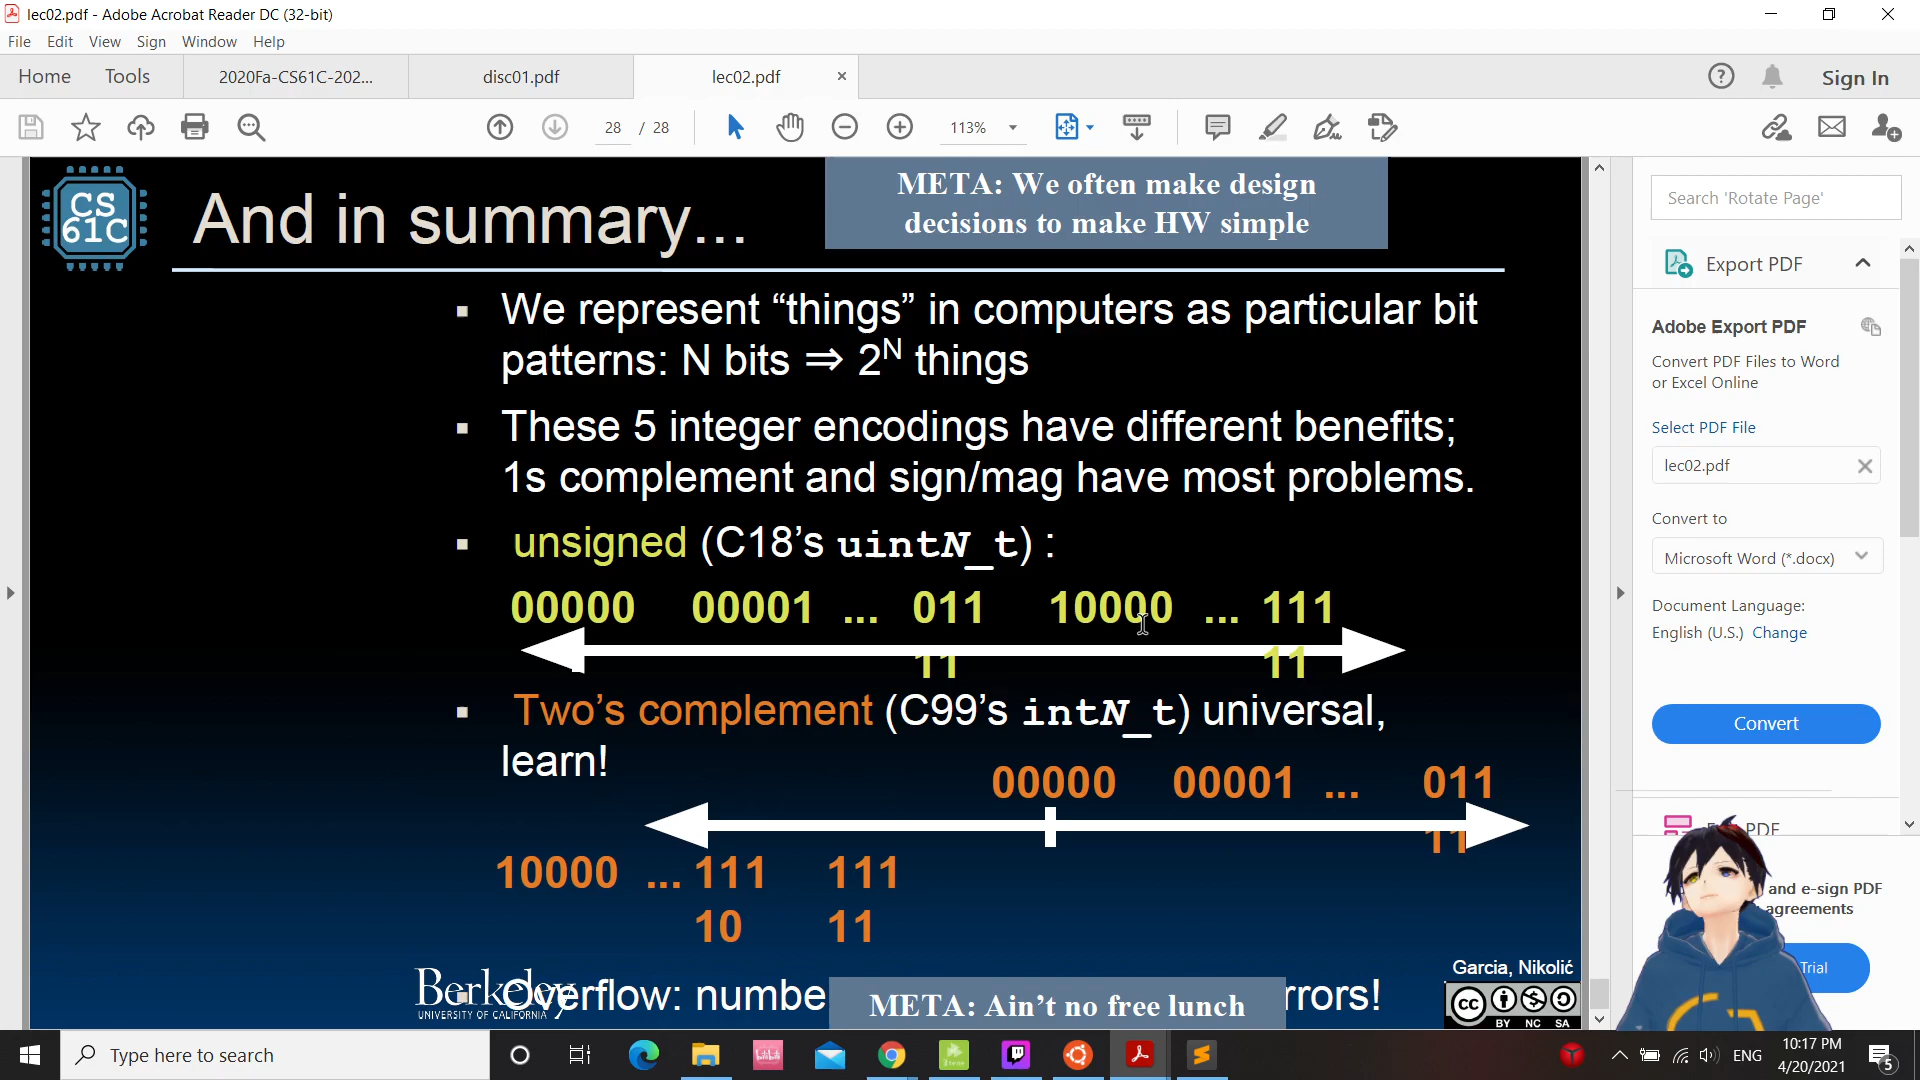 lec02.pdf - Adobe Acrobat Reader DC (32-bit)
File Edit View Sign Window Help
Home Tools 2020Fa-CS61C-202... disc01.pdf lec02.pdf × Sign In
28 / 28 113%
CS
61C
And in summary...
META: We often make design
decisions to make HW simple
▪ We represent “things” in computers as particular bit
patterns: N bits ⇒ 2ᴺ things
▪ These 5 integer encodings have different benefits;
1s complement and sign/mag have most problems.
▪ unsigned (C18’s uintN_t) :
00000 00001 ... 011 10000 ... 111
11 11
▪ Two’s complement (C99’s intN_t) universal,
learn!
00000 00001 ... 011
11
10000 ... 111 111
10 11
Berkeley
UNIVERSITY OF CALIFORNIA
▪ Overflow: numbe
META: Ain’t no free lunch
rrors!
Garcia, Nikolić
cc
BY NC SA
Search 'Rotate Page'
Export PDF
Adobe Export PDF
Convert PDF Files to Word
or Excel Online
Select PDF File
lec02.pdf
Convert to
Microsoft Word (*.docx)
Document Language:
English (U.S.) Change
Convert
PDF
and e-sign PDF
agreements
Trial
Type here to search
ENG
10:17 PM
4/20/2021
5